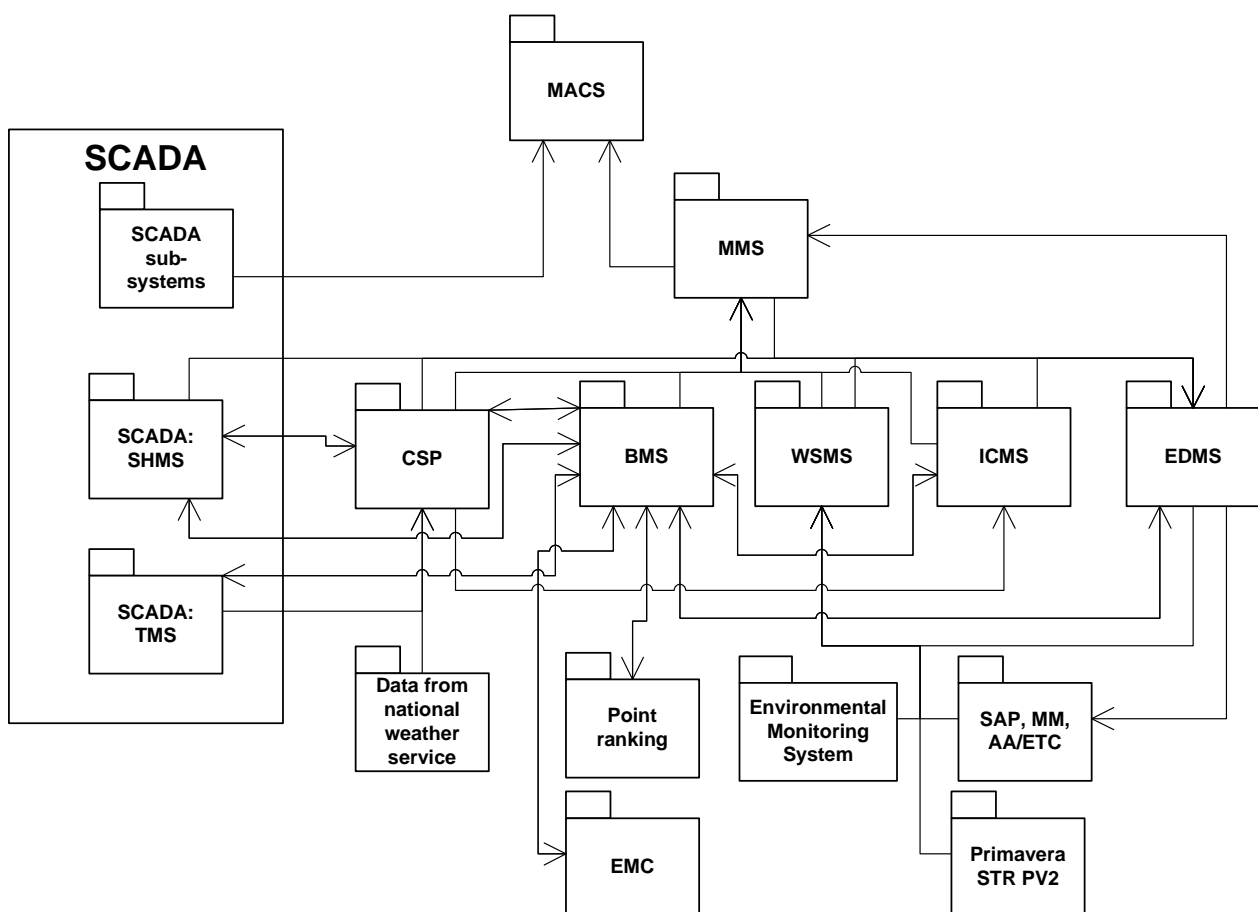 MACS
SCADA
SCADA
sub-
systems
MMS
SCADA:
SHMS
CSP
BMS
WSMS
ICMS
EDMS
SCADA:
TMS
Data from
national
weather
service
Point
ranking
Environmental
Monitoring
System
SAP, MM,
AA/ETC
EMC
Primavera
STR PV2